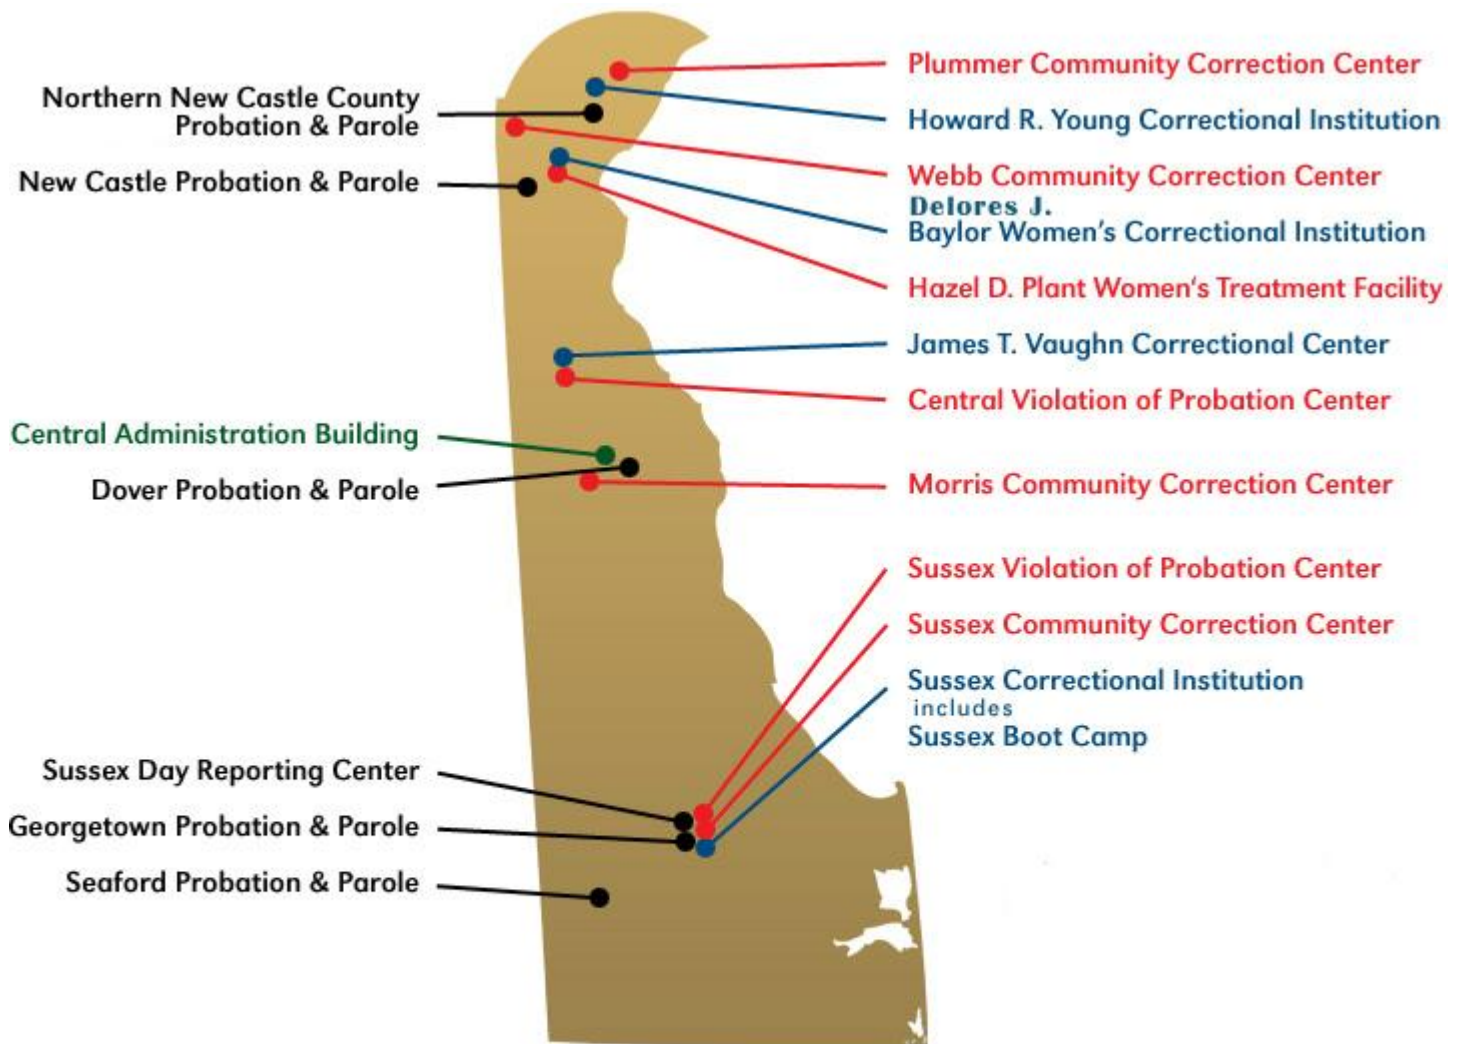 Northern New Castle County
Probation & Parole
New Castle Probation & Parole
Central Administration Building
Dover Probation & Parole
Sussex Day Reporting Center
Georgetown Probation & Parole
Seaford Probation & Parole
Plummer Community Correction Center
Howard R. Young Correctional Institution
Webb Community Correction Center
Delores J.
Baylor Women's Correctional Institution
Hazel D. Plant Women's Treatment Facility
James T. Vaughn Correctional Center
Central Violation of Probation Center
Morris Community Correction Center
Sussex Violation of Probation Center
Sussex Community Correction Center
Sussex Correctional Institution
includes
Sussex Boot Camp